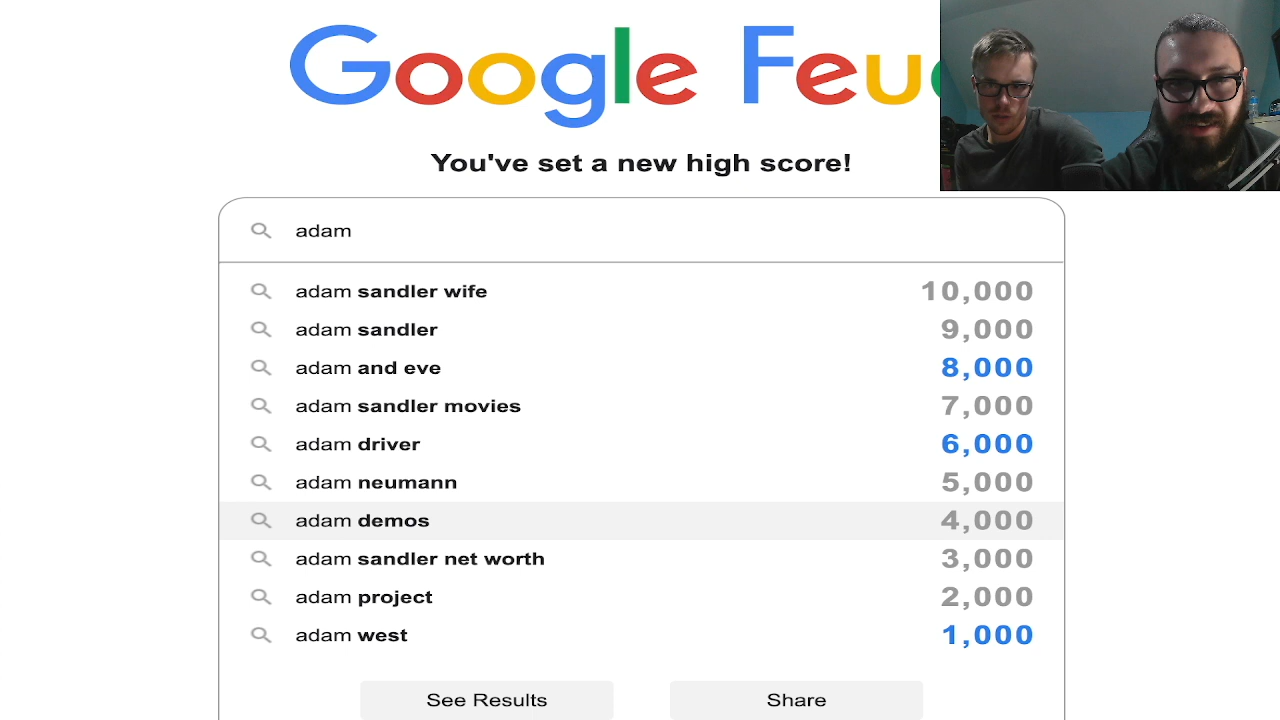 Google Feu
You've set a new high score!
adam
adam sandler wife 10,000
adam sandler 9,000
adam and eve 8,000
adam sandler movies 7,000
adam driver 6,000
adam neumann 5,000
adam demos 4,000
adam sandler net worth 3,000
adam project 2,000
adam west 1,000
See Results Share